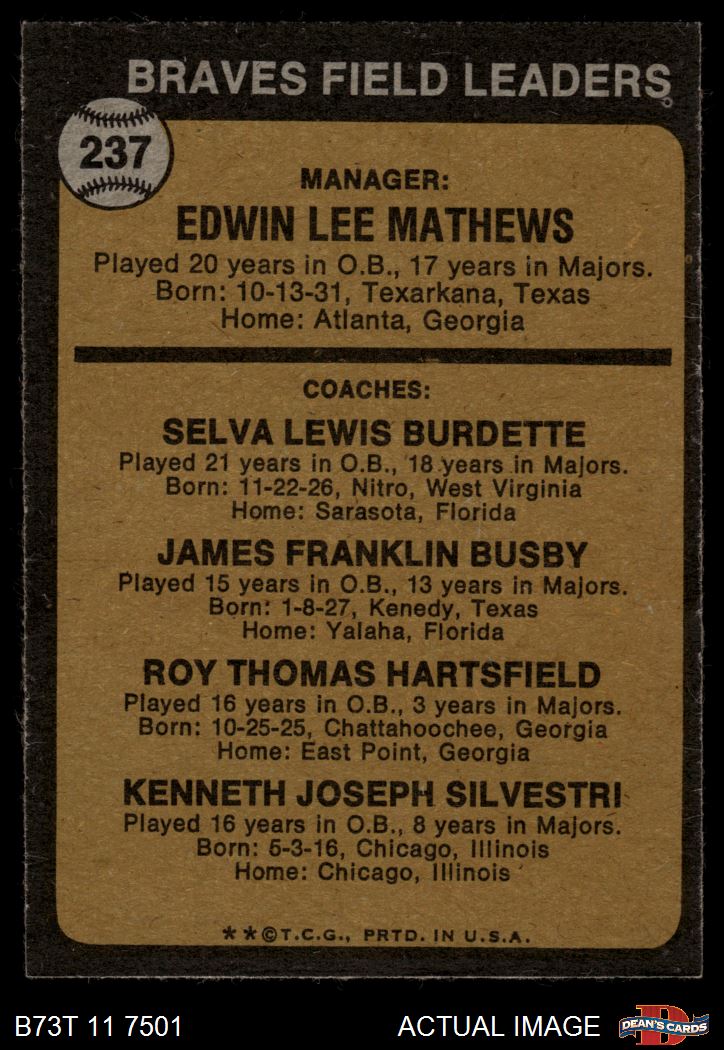 BRAVES FIELD LEADERS
237
MANAGER:
EDWIN LEE MATHEWS
Played 20 years in O.B., 17 years in Majors.
Born: 10-13-31, Texarkana, Texas
Home: Atlanta, Georgia
COACHES:
SELVA LEWIS BURDETTE
Played 21 years in O.B., 18 years in Majors.
Born: 11-22-26, Nitro, West Virginia
Home: Sarasota, Florida
JAMES FRANKLIN BUSBY
Played 15 years in O.B., 13 years in Majors.
Born: 1-8-27, Kenedy, Texas
Home: Yalaha, Florida
ROY THOMAS HARTSFIELD
Played 16 years in O.B., 3 years in Majors.
Born: 10-25-25, Chattahoochee, Georgia
Home: East Point, Georgia
KENNETH JOSEPH SILVESTRI
Played 16 years in O.B., 8 years in Majors.
Born: 5-3-16, Chicago, Illinois
Home: Chicago, Illinois
**©T.C.G., PRTD. IN U.S.A.
B73T 11 7501
ACTUAL IMAGE
D
DEAN'S CARDS